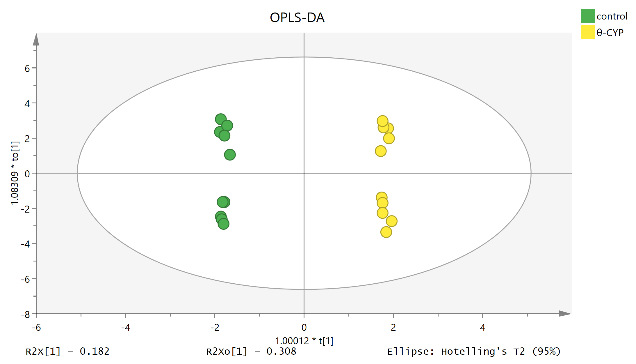 OPLS-DA
control
θ-CYP
6
4
2
0
-2
-4
-6
-8
1.08309 * to[1]
-6
-4
-2
0
2
4
1.00012 * t[1]
R2x[1] - 0.182
R2xo[1] - 0.308
Ellipse: Hotelling's T2 (95%)